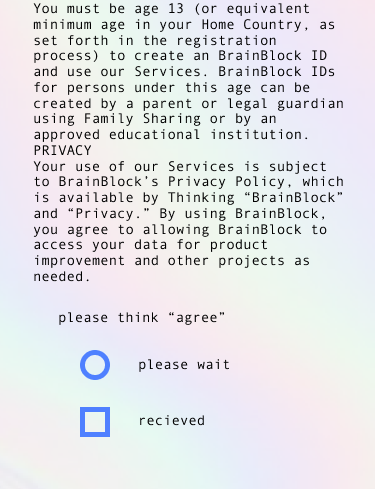 You must be age 13 (or equivalent
minimum age in your Home Country, as
set forth in the registration
process) to create an BrainBlock ID
and use our Services. BrainBlock IDs
for persons under this age can be
created by a parent or legal guardian
using Family Sharing or by an
approved educational institution.
PRIVACY
Your use of our Services is subject
to BrainBlock’s Privacy Policy, which
is available by Thinking “BrainBlock”
and “Privacy.” By using BrainBlock,
you agree to allowing BrainBlock to
access your data for product
improvement and other projects as
needed.
please think “agree”
please wait
recieved